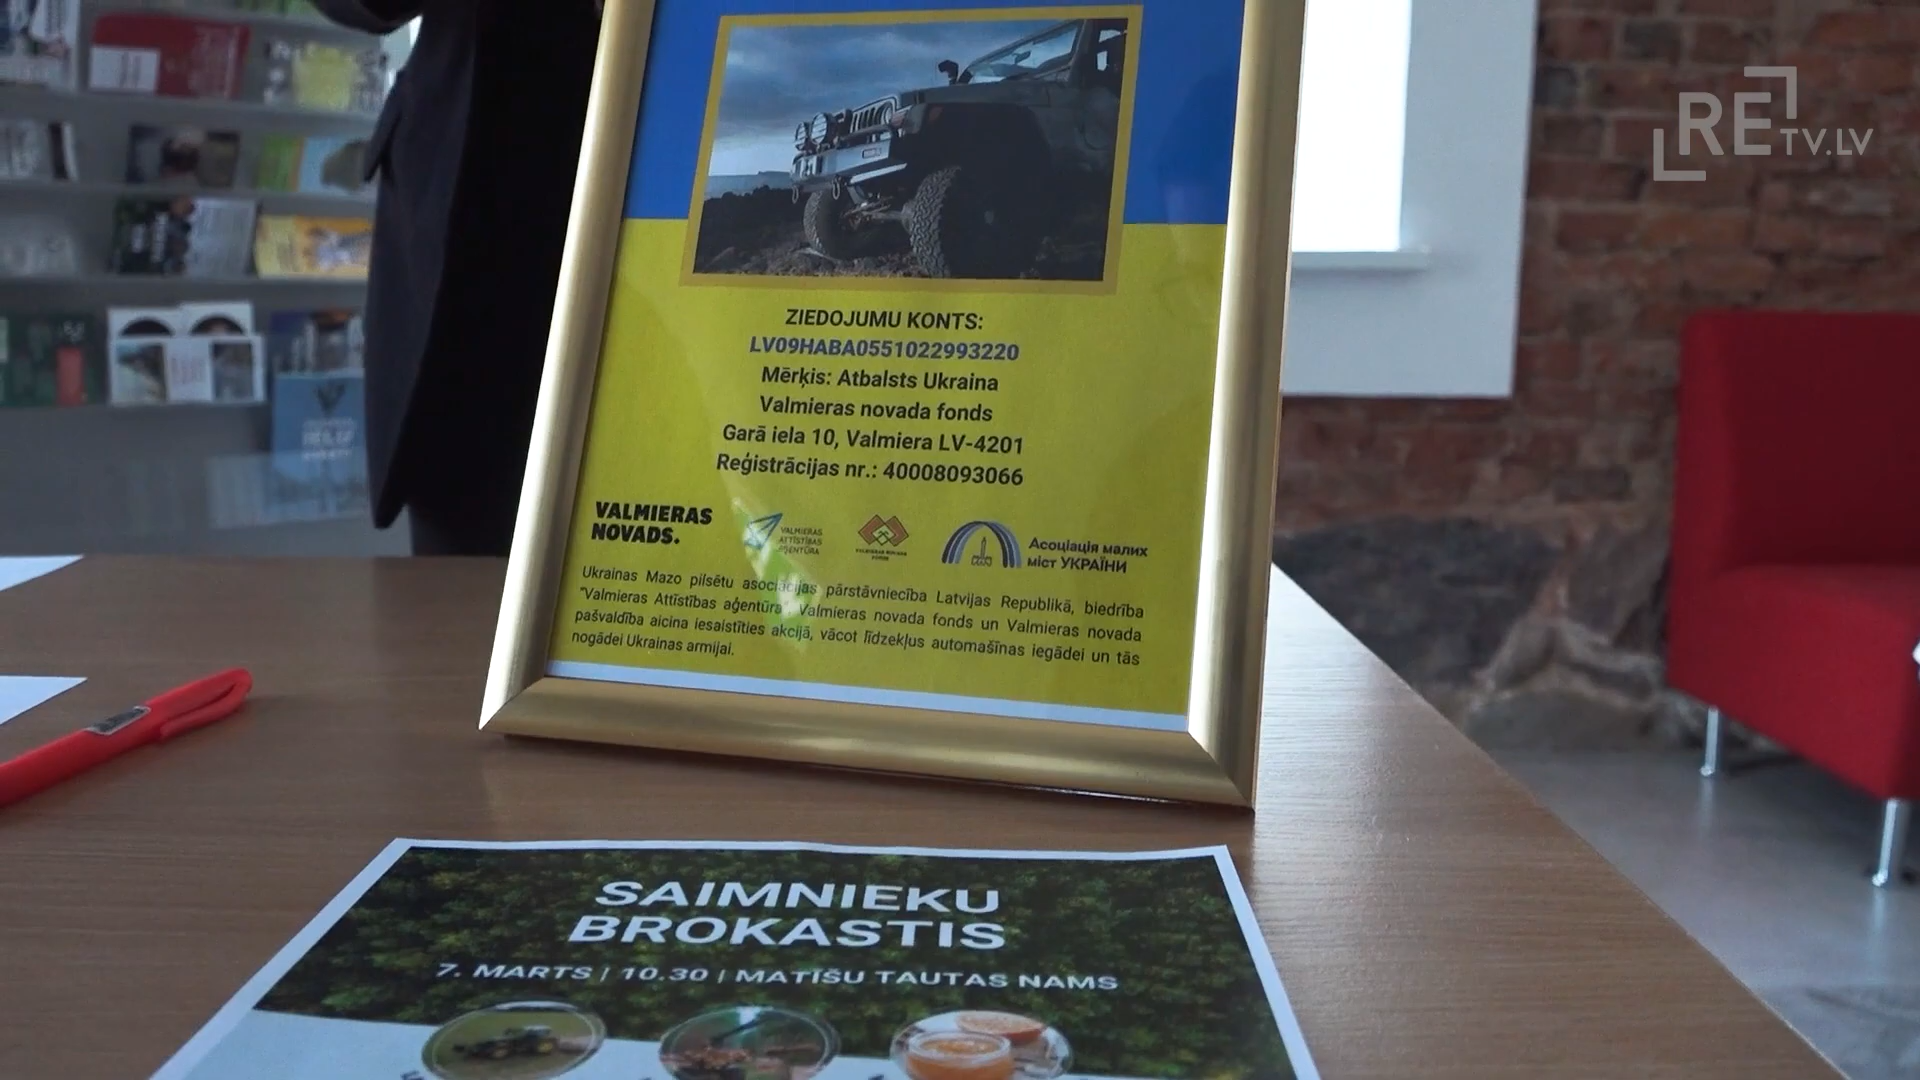 RE TV.LV
ZIEDOJUMU KONTS:
LV09HABA0551022993220
Mērķis: Atbalsts Ukraina
Valmieras novada fonds
Garā iela 10, Valmiera LV-4201
Reģistrācijas nr.: 40008093066
VALMIERAS
NOVADS.
VALMIERAS
ATTĪSTĪBAS
AĢENTŪRA
VALMIERAS NOVADA
FONDS
Асоціація малих
міст УКРАЇНИ
Ukrainas Mazo pilsētu asociācijas pārstāvniecība Latvijas Republikā, biedrība
"Valmieras Attīstības aģentūra", Valmieras novada fonds un Valmieras novada
pašvaldība aicina iesaistīties akcijā, vācot līdzekļus automašīnas iegādei un tās
nogādei Ukrainas armijai.
SAIMNIEKU
BROKASTIS
7. MARTS | 10.30 | MATĪŠU TAUTAS NAMS